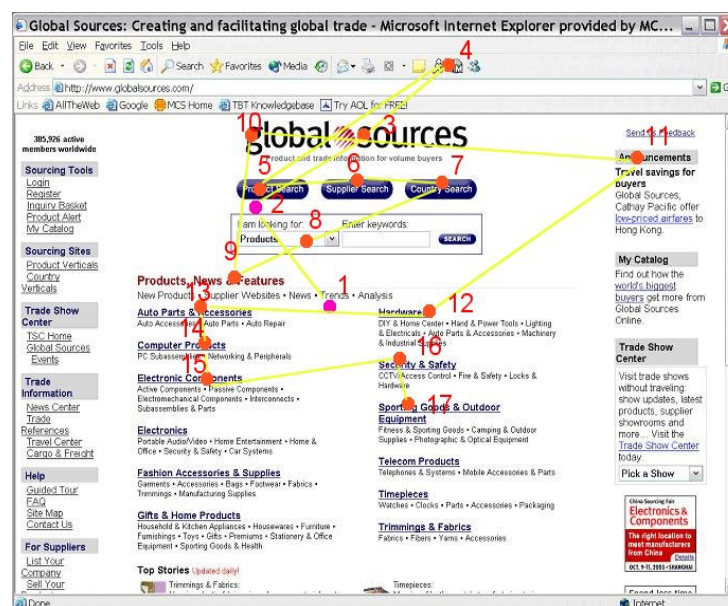 Global Sources: Creating and facilitating global trade - Microsoft Internet Explorer provided by MC...
File Edit View Favorites Tools Help
Back Search Favorites Media
Address http://www.globalsources.com/
Links AllTheWeb Google MCS Home TBT Knowledgebase Try AOL for FREE!
4
385,926 active
members worldwide
Sourcing Tools
Login
Register
Inquiry Basket
Product Alert
My Catalog
Sourcing Sites
Product Verticals
Country
Verticals
Trade Show
Center
TSC Home
Global Sources
Events
Trade
Information
News Center
Trade
References
Travel Center
Cargo & Freight
Help
Guided Tour
FAQ
Site Map
Contact Us
For Suppliers
List Your
Company
Sell Your
10 3
global sources
Product and trade information for volume buyers
5 6 7
Product Search Supplier Search Country Search
2
8
I am looking for: Enter keywords:
Products SEARCH
9
Products, News & Features
New Products • Supplier Websites • News • Trends • Analysis
13 1 12
Auto Parts & Accessories
Auto Accessories • Auto Parts • Auto Repair
14
Computer Products
PC Subassemblies • Networking & Peripherals
15
Electronic Components
Active Components • Passive Components •
Electromechanical Components • Interconnects •
Subassemblies & Parts
Electronics
Portable Audio/Video • Home Entertainment • Home &
Office • Security & Safety • Car Systems
Fashion Accessories & Supplies
Garments • Accessories • Bags • Footwear • Fabrics •
Trimmings • Manufacturing Supplies
Gifts & Home Products
Household & Kitchen Appliances • Housewares • Furniture •
Furnishings • Toys • Gifts • Premiums • Stationery & Office
Equipment • Sporting Goods & Health
Hardware
DIY & Home Center • Hand & Power Tools • Lighting
& Electricals • Auto Parts & Accessories • Machinery
& Industrial Supplies
16
Security & Safety
CCTV/Access Control • Fire & Safety • Locks &
Hardware
17
Sporting Goods & Outdoor
Equipment
Fitness & Sporting Goods • Camping & Outdoor
Supplies • Photographic & Optical Equipment
Telecom Products
Telephones & Systems • Mobile Accessories & Parts
Timepieces
Watches • Clocks • Parts • Accessories • Packaging
Trimmings & Fabrics
Fabrics • Fibers • Yarns • Accessories
Top Stories Updated daily!
Trimmings & Fabrics:
Timepieces:
Send Us Feedback
11
Announcements
Travel savings for
buyers
Global Sources,
Cathay Pacific offer
low-priced airfares to
Hong Kong.
My Catalog
Find out how the
world's biggest
buyers get more from
Global Sources
Online.
Trade Show
Center
Visit trade shows
without traveling:
show updates, latest
products, supplier
showrooms and
more... Visit the
Trade Show Center
today.
Pick a Show
China Sourcing Fair
Electronics &
Components
The right location to
meet manufacturers
from China
Details
OCT. 9-11, 2003 • SHANGHAI
Spend less time
Done Internet